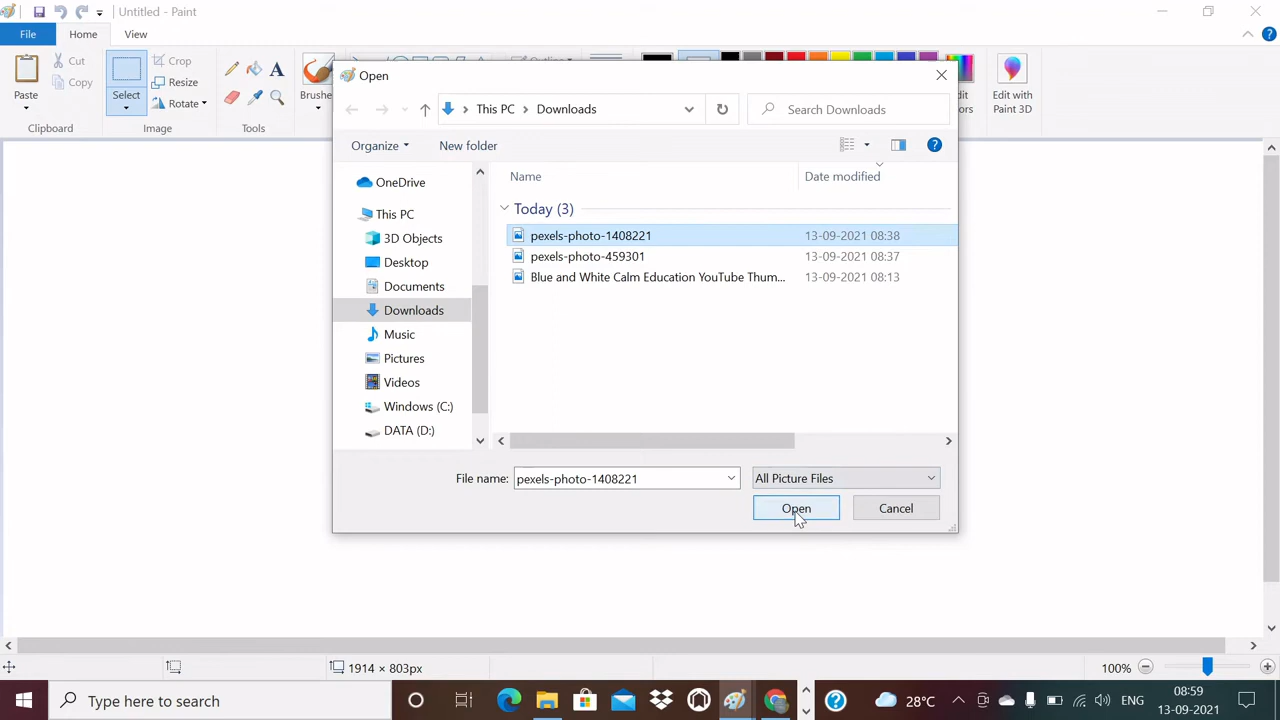 Untitled - Paint
File Home View
Paste Cut Copy Clipboard
Select Crop Resize Rotate Image
Tools
A
Brushe
Outline
ors
Edit with Paint 3D
Open
This PC > Downloads
Search Downloads
Organize New folder
OneDrive
This PC
3D Objects
Desktop
Documents
Downloads
Music
Pictures
Videos
Windows (C:)
DATA (D:)
Name Date modified
Today (3)
pexels-photo-1408221 13-09-2021 08:38
pexels-photo-459301 13-09-2021 08:37
Blue and White Calm Education YouTube Thum... 13-09-2021 08:13
File name: pexels-photo-1408221 All Picture Files
Open Cancel
1914 × 803px 100%
Type here to search 28°C ENG 08:59
13-09-2021